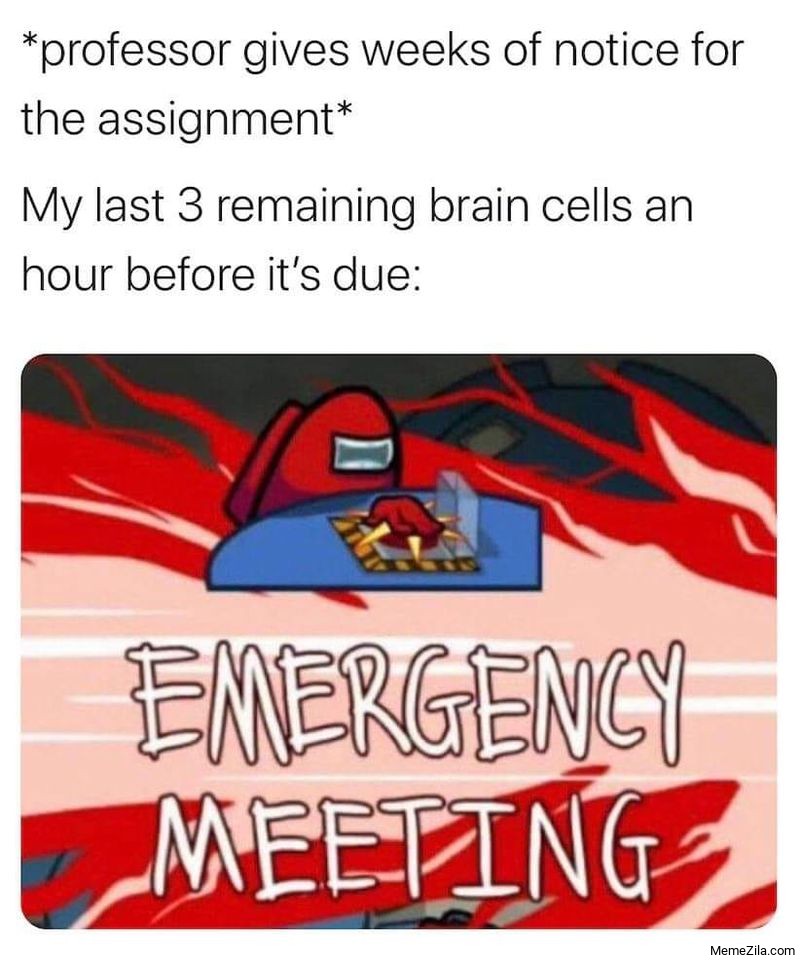 *professor gives weeks of notice for
the assignment*
My last 3 remaining brain cells an
hour before it's due:
EMERGENCY
MEETING
MemeZila.com